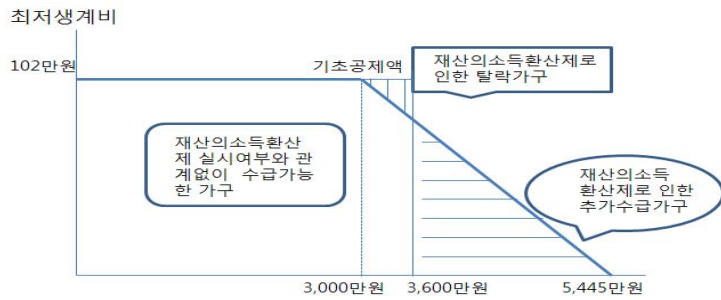 최저생계비
102만원
기초공제액
재산의소득환산제로
인한 탈락가구
재산의소득환산
제 실시여부와 관
계없이 수급가능
한 가구
재산의소득
환산제로 인한
추가수급가구
3,000만원
3,600만원
5,445만원